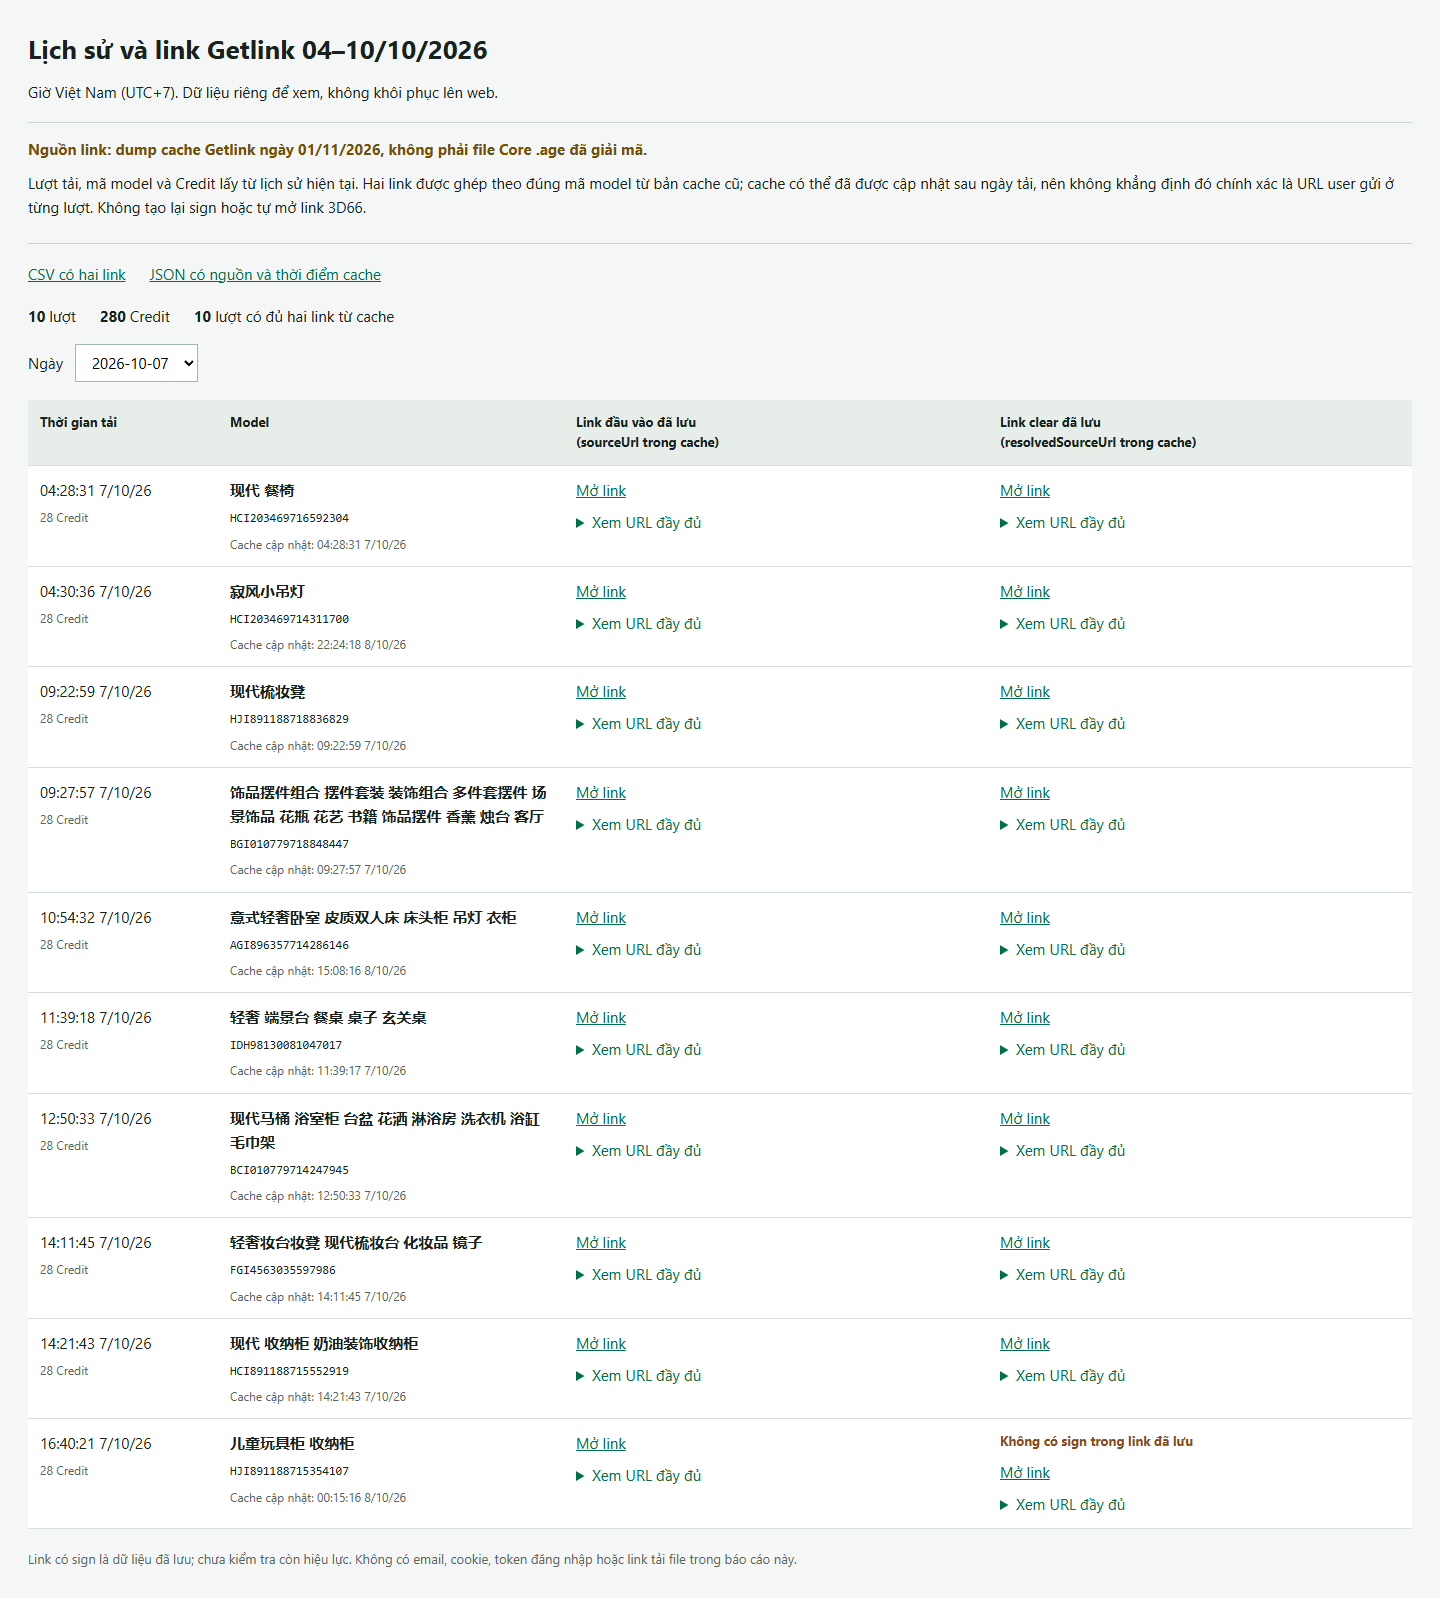 Lịch sử và link Getlink 04–10/10/2026
Giờ Việt Nam (UTC+7). Dữ liệu riêng để xem, không khôi phục lên web.
Nguồn link: dump cache Getlink ngày 01/11/2026, không phải file Core .age đã giải mã.
Lượt tải, mã model và Credit lấy từ lịch sử hiện tại. Hai link được ghép theo đúng mã model từ bản cache cũ; cache có thể đã được cập nhật sau ngày tải, nên không khẳng định đó chính xác là URL user gửi ở
từng lượt. Không tạo lại sign hoặc tự mở link 3D66.
CSV có hai link JSON có nguồn và thời điểm cache
10 lượt 280 Credit 10 lượt có đủ hai link từ cache
Ngày 2026-10-07
Thời gian tải Model Link đầu vào đã lưu Link clear đã lưu
(sourceUrl trong cache) (resolvedSourceUrl trong cache)
04:28:31 7/10/26 现代 餐椅 Mở link Mở link
28 Credit HCI203469716592304 ▶ Xem URL đầy đủ ▶ Xem URL đầy đủ
Cache cập nhật: 04:28:31 7/10/26
04:30:36 7/10/26 寂风小吊灯 Mở link Mở link
28 Credit HCI203469714311700 ▶ Xem URL đầy đủ ▶ Xem URL đầy đủ
Cache cập nhật: 22:24:18 8/10/26
09:22:59 7/10/26 现代梳妆凳 Mở link Mở link
28 Credit HJI891188718836829 ▶ Xem URL đầy đủ ▶ Xem URL đầy đủ
Cache cập nhật: 09:22:59 7/10/26
09:27:57 7/10/26 饰品摆件组合 摆件套装 装饰组合 多件套摆件 场 Mở link Mở link
28 Credit 景饰品 花瓶 花艺 书籍 饰品摆件 香薰 烛台 客厅 ▶ Xem URL đầy đủ ▶ Xem URL đầy đủ
BGI010779718848447
Cache cập nhật: 09:27:57 7/10/26
10:54:32 7/10/26 意式轻奢卧室 皮质双人床 床头柜 吊灯 衣柜 Mở link Mở link
28 Credit AGI896357714286146 ▶ Xem URL đầy đủ ▶ Xem URL đầy đủ
Cache cập nhật: 15:08:16 8/10/26
11:39:18 7/10/26 轻奢 端景台 餐桌 桌子 玄关桌 Mở link Mở link
28 Credit IDH98130081047017 ▶ Xem URL đầy đủ ▶ Xem URL đầy đủ
Cache cập nhật: 11:39:17 7/10/26
12:50:33 7/10/26 现代马桶 浴室柜 台盆 花洒 淋浴房 洗衣机 浴缸 Mở link Mở link
28 Credit 毛巾架 ▶ Xem URL đầy đủ ▶ Xem URL đầy đủ
BCI010779714247945
Cache cập nhật: 12:50:33 7/10/26
14:11:45 7/10/26 轻奢妆台妆凳 现代梳妆台 化妆品 镜子 Mở link Mở link
28 Credit FGI4563035597986 ▶ Xem URL đầy đủ ▶ Xem URL đầy đủ
Cache cập nhật: 14:11:45 7/10/26
14:21:43 7/10/26 现代 收纳柜 奶油装饰收纳柜 Mở link Mở link
28 Credit HCI891188715552919 ▶ Xem URL đầy đủ ▶ Xem URL đầy đủ
Cache cập nhật: 14:21:43 7/10/26
16:40:21 7/10/26 儿童玩具柜 收纳柜 Mở link Không có sign trong link đã lưu
28 Credit HJI891188715354107 ▶ Xem URL đầy đủ Mở link
Cache cập nhật: 00:15:16 8/10/26 ▶ Xem URL đầy đủ
Link có sign là dữ liệu đã lưu; chưa kiểm tra còn hiệu lực. Không có email, cookie, token đăng nhập hoặc link tải file trong báo cáo này.